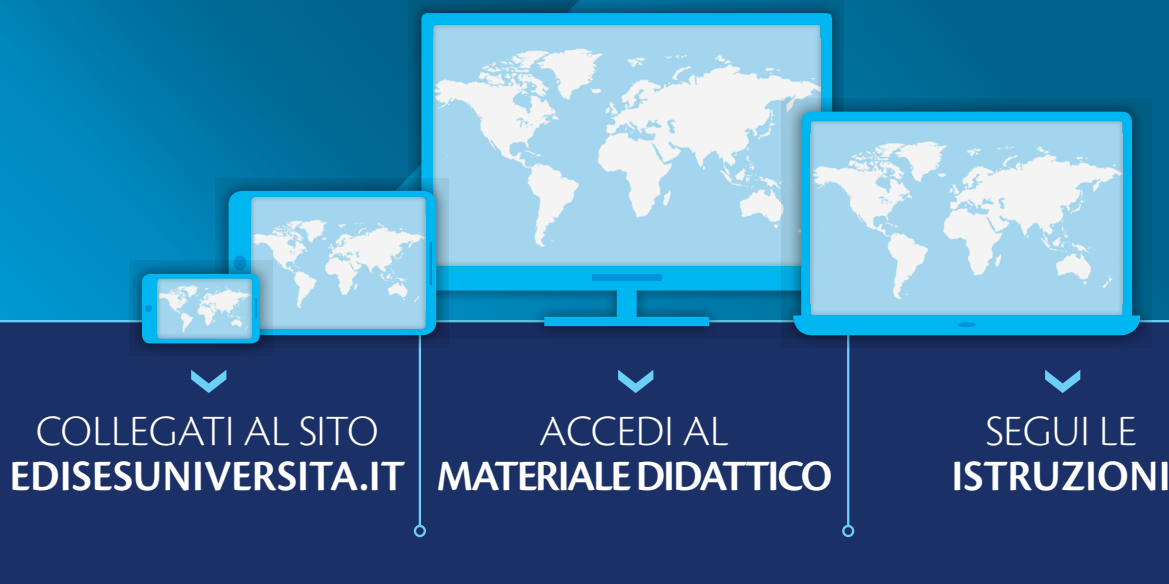 COLLEGATI AL SITO
EDISESUNIVERSITA.IT
ACCEDI AL
MATERIALE DIDATTICO
SEGUI LE
ISTRUZIONI